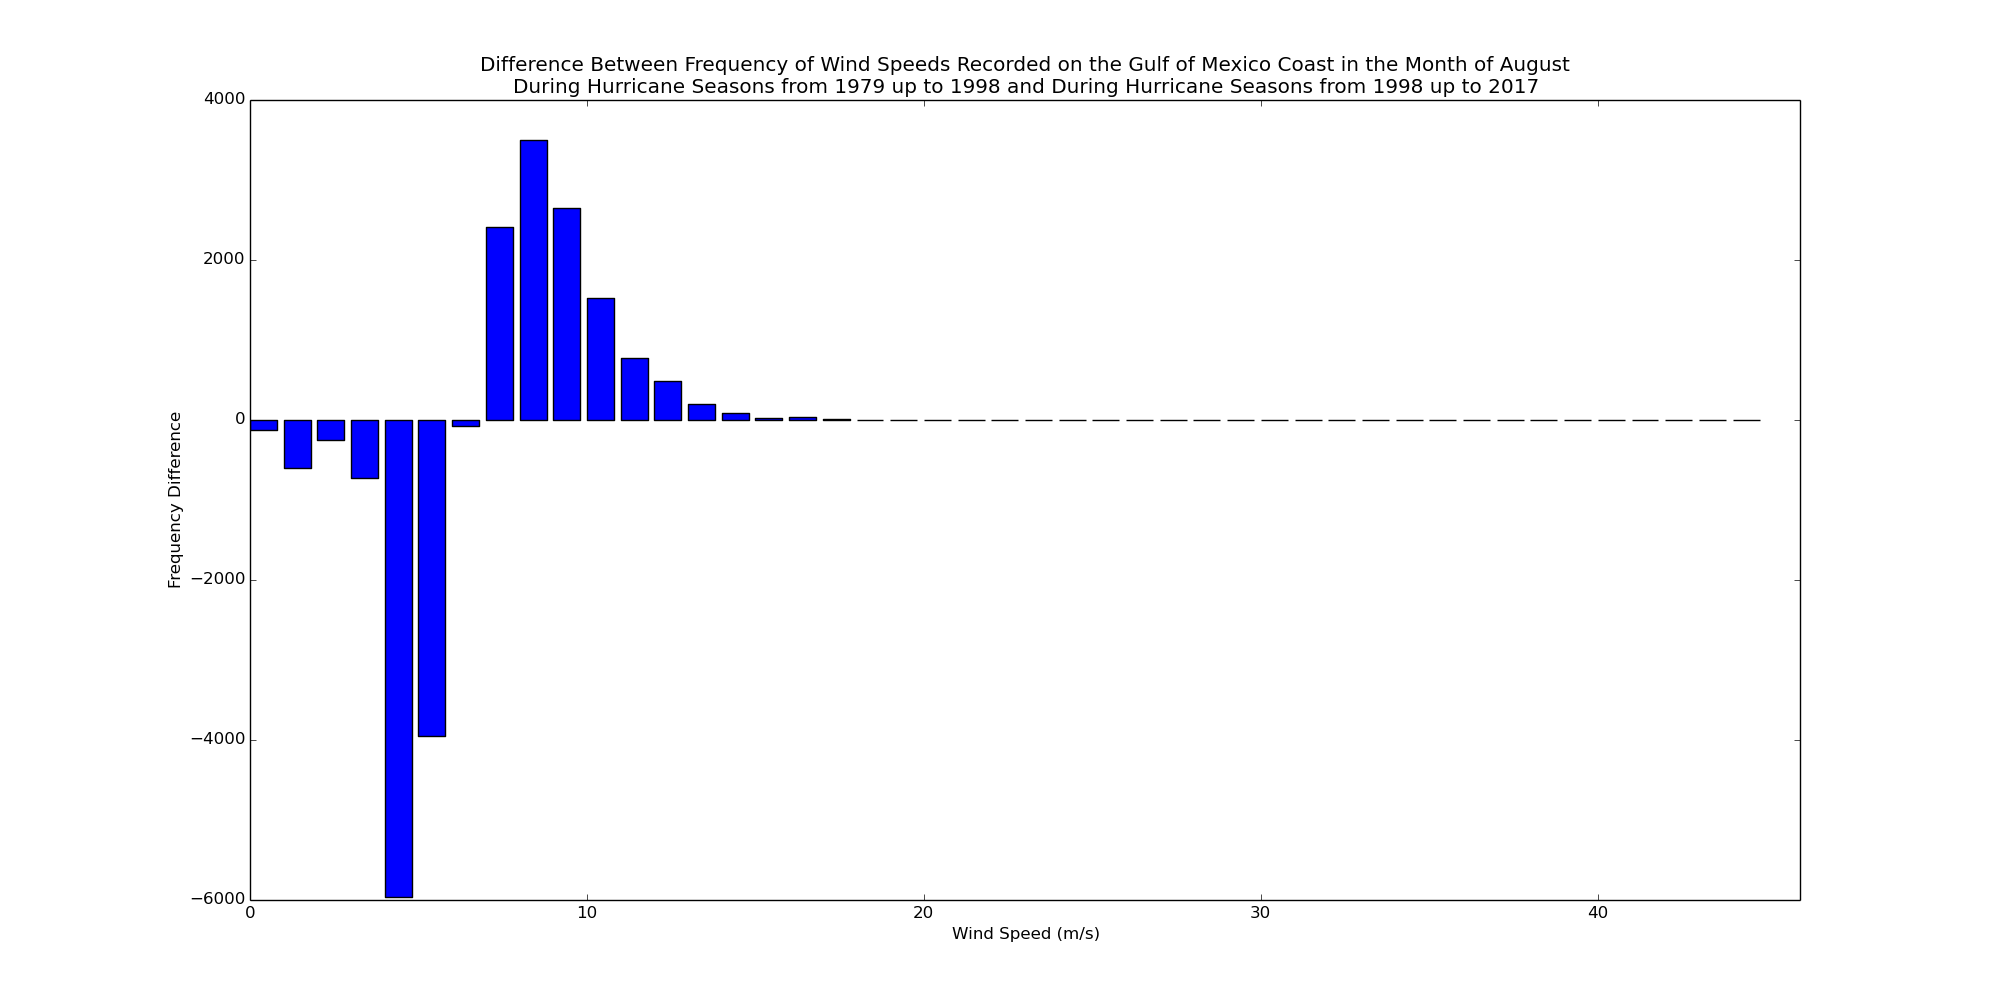 Difference Between Frequency of Wind Speeds Recorded on the Gulf of Mexico Coast in the Month of August
During Hurricane Seasons from 1979 up to 1998 and During Hurricane Seasons from 1998 up to 2017
4000
2000
0
−2000
−4000
−6000
Frequency Difference
0 10 20 30 40
Wind Speed (m/s)